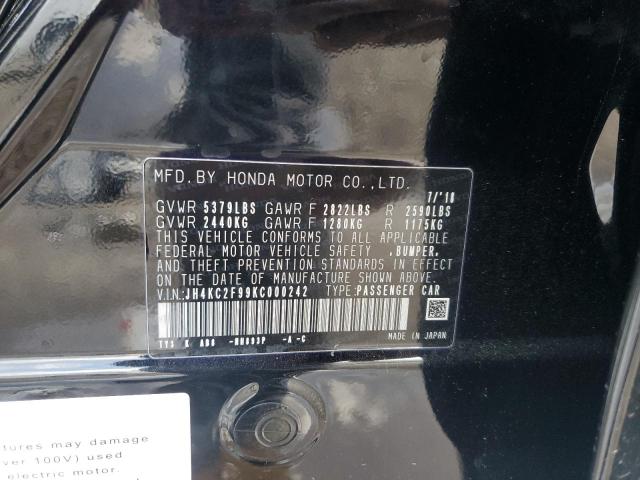 MFD.BY HONDA MOTOR CO.,LTD.
7/'18
GVWR 5379LBS GAWR F 2822LBS R 2590LBS
GVWR 2440KG GAWR F 1280KG R 1175KG
THIS VEHICLE CONFORMS TO ALL APPLICABLE
FEDERAL MOTOR VEHICLE SAFETY ,BUMPER,
AND THEFT PREVENTION STANDARDS IN EFFECT
ON THE DATE OF MANUFACTURE SHOWN ABOVE.
V.I.N.:JH4KC2F99KC000242 TYPE:PASSENGER CAR
TY3 K AB6 -NH893P -A-C
MADE IN JAPAN
tures may damage
ver 100V) used
electric motor.